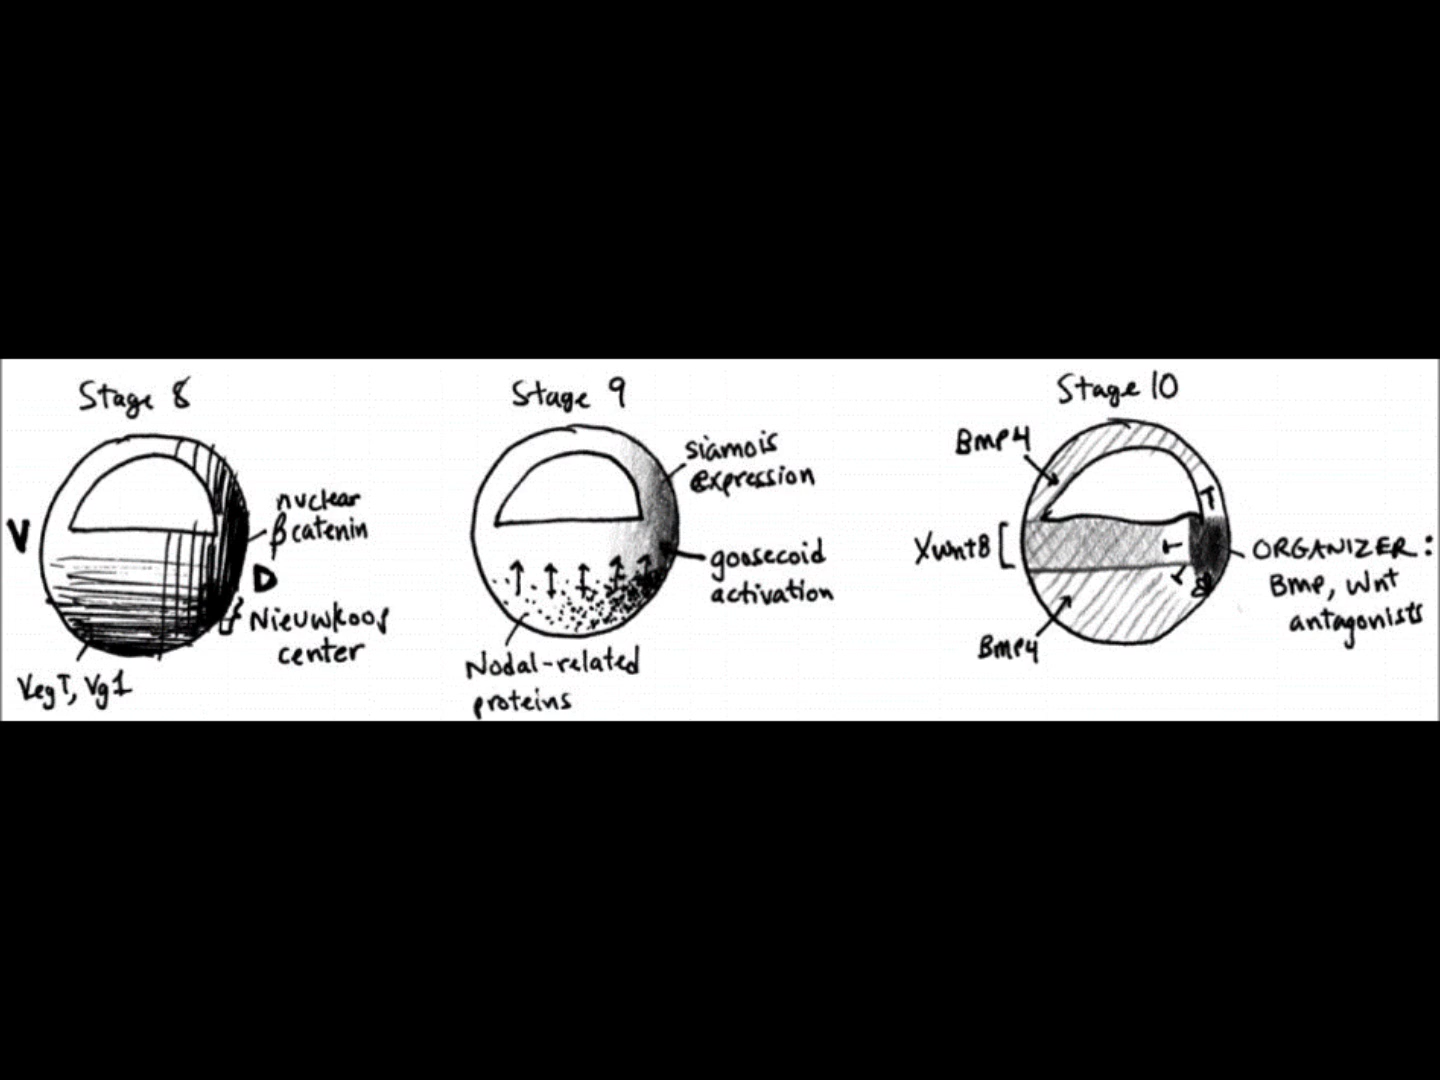 Stage 8
V
nuclear
β catenin
D
Nieuwkoop
center
VegT, Vg1
Stage 9
siamois
expression
goosecoid
activation
Nodal-related
proteins
Stage 10
Bmp4
Xwnt8
Bmp4
ORGANIZER:
Bmp, Wnt
antagonists